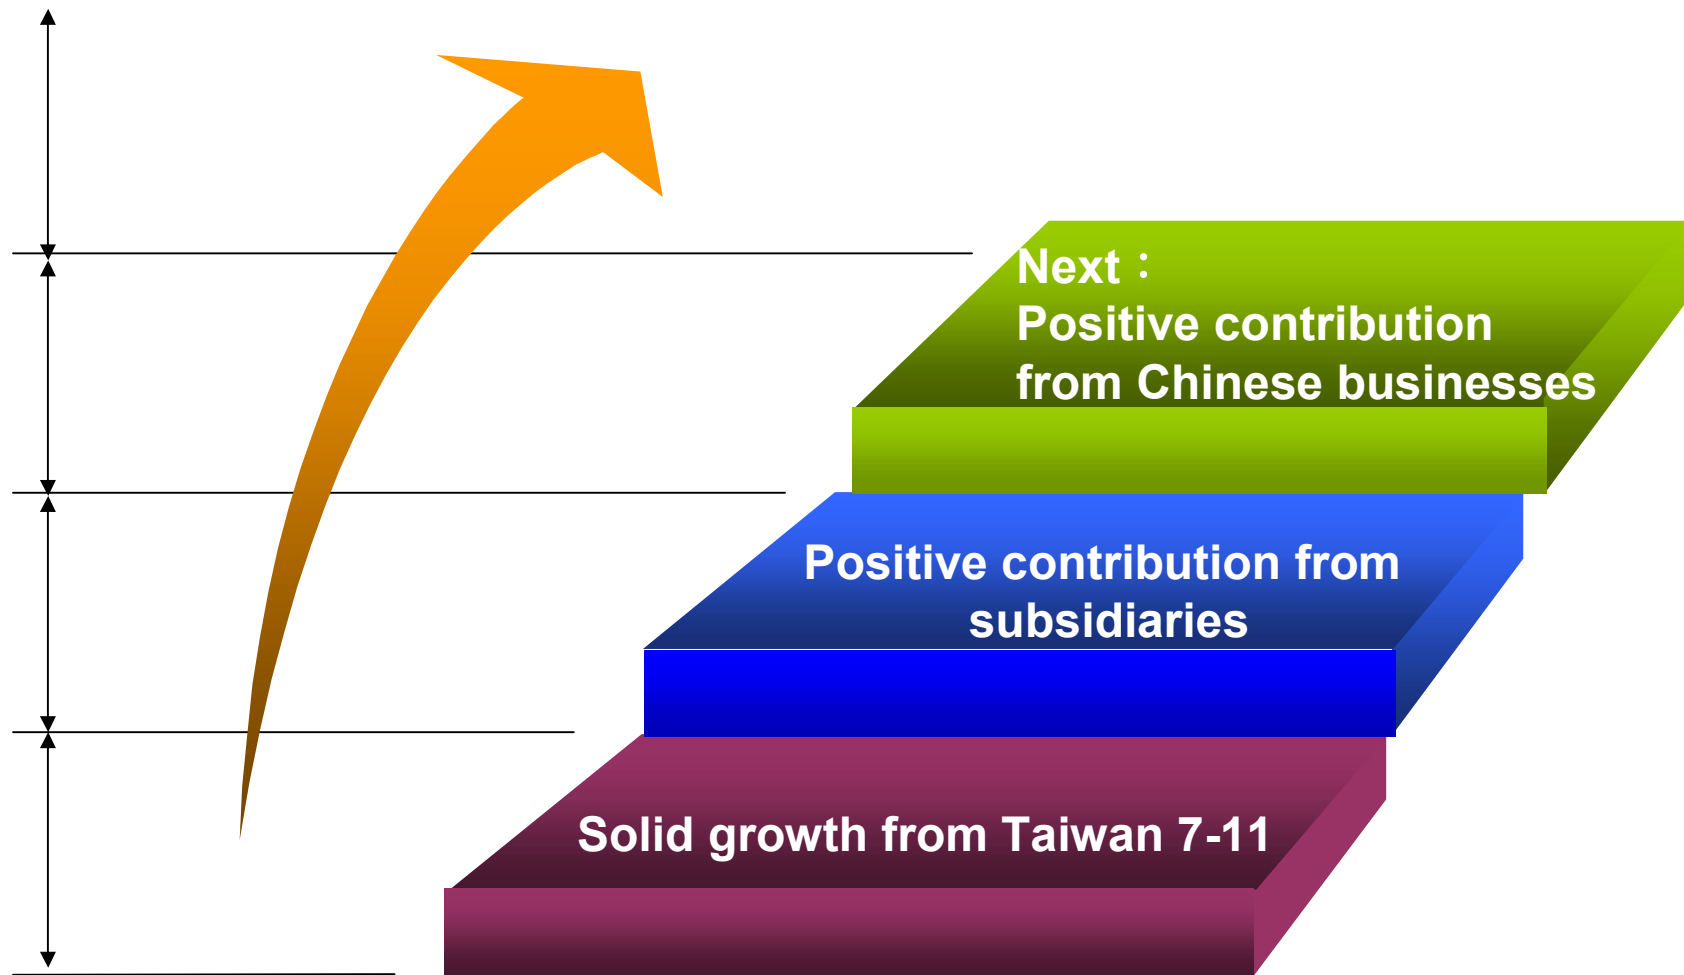 Next：
Positive contribution
from Chinese businesses
Positive contribution from
subsidiaries
Solid growth from Taiwan 7-11